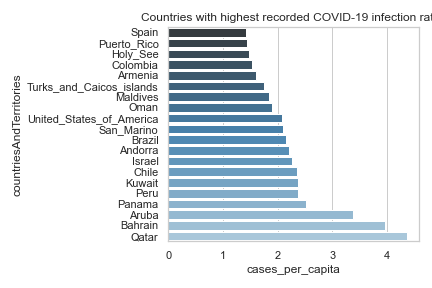 Countries with highest recorded COVID-19 infection rat
Spain
Puerto_Rico
Holy_See
Colombia
Armenia
Turks_and_Caicos_islands
Maldives
Oman
United_States_of_America
San_Marino
Brazil
Andorra
Israel
Chile
Kuwait
Peru
Panama
Aruba
Bahrain
Qatar
countriesAndTerritories
0 1 2 3 4
cases_per_capita